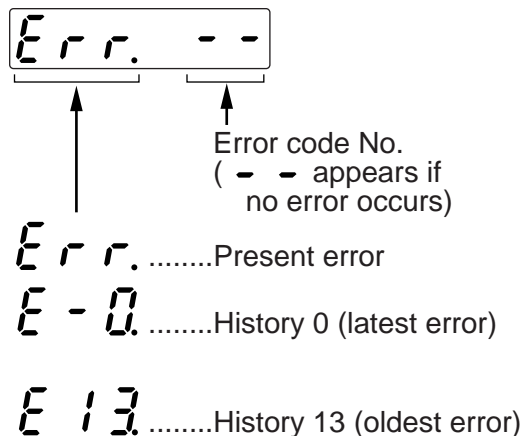 Err. --
Error code No.
( - - appears if
no error occurs)
Err. ........Present error
E-0. ........History 0 (latest error)
E13. ........History 13 (oldest error)